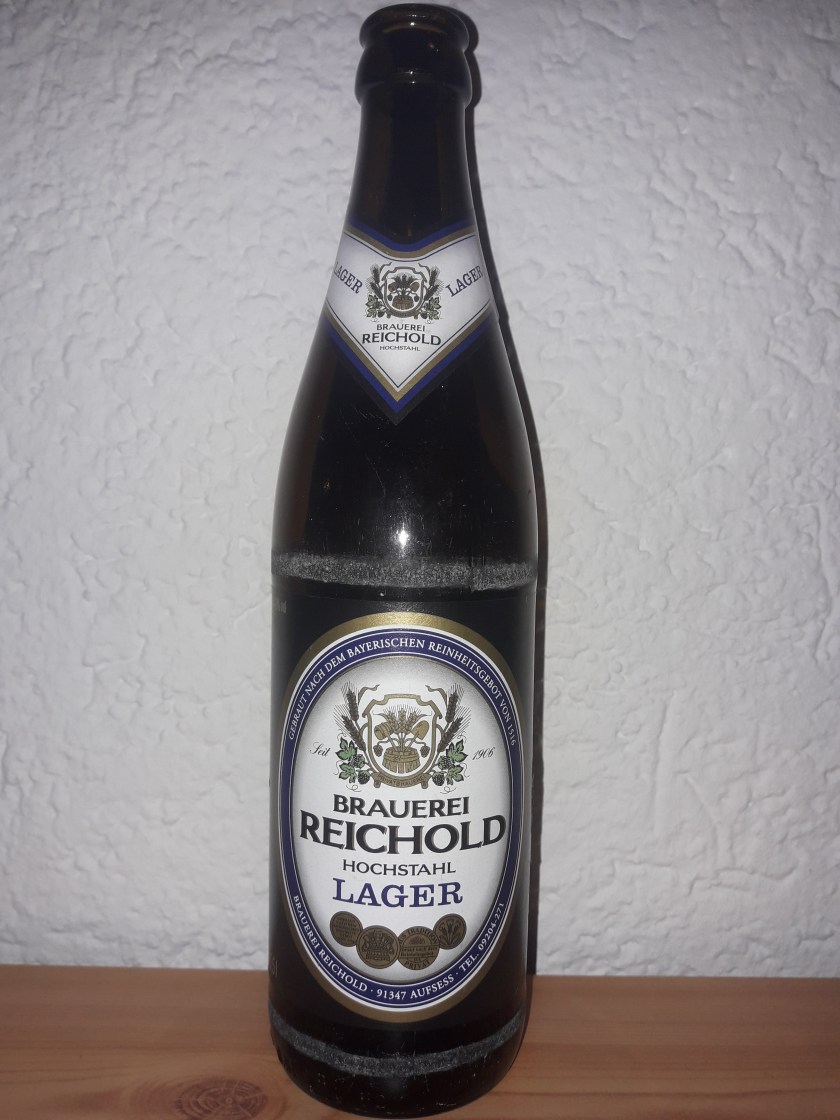 LAGER
LAGER
BRAUEREI
REICHOLD
HOCHSTAHL
GEBRAUT NACH DEM BAYERISCHEN REINHEITSGEBOT VON 1516
Seit 1906
BRAUEREI
REICHOLD
HOCHSTAHL
LAGER
BRAUEREI REICHOLD · 91347 AUFSESS · TEL. 09204-271